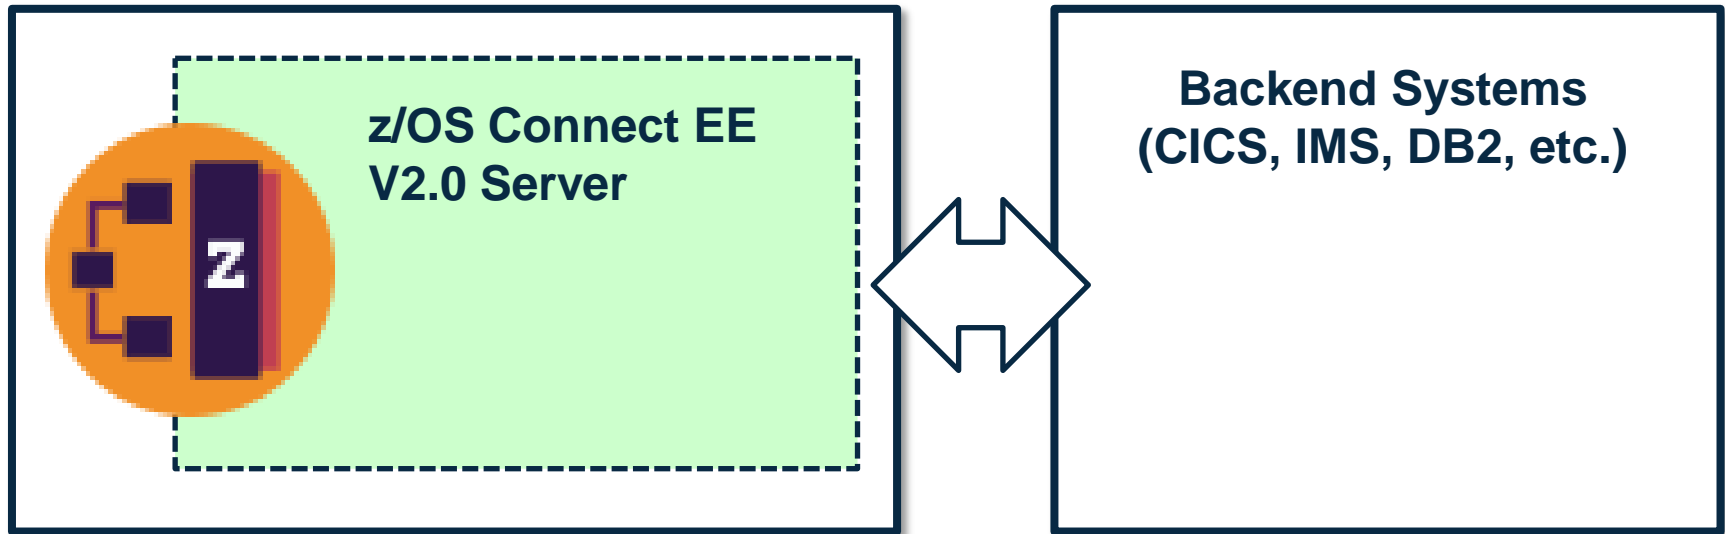 z/OS Connect EE
V2.0 Server
Z
Backend Systems
(CICS, IMS, DB2, etc.)